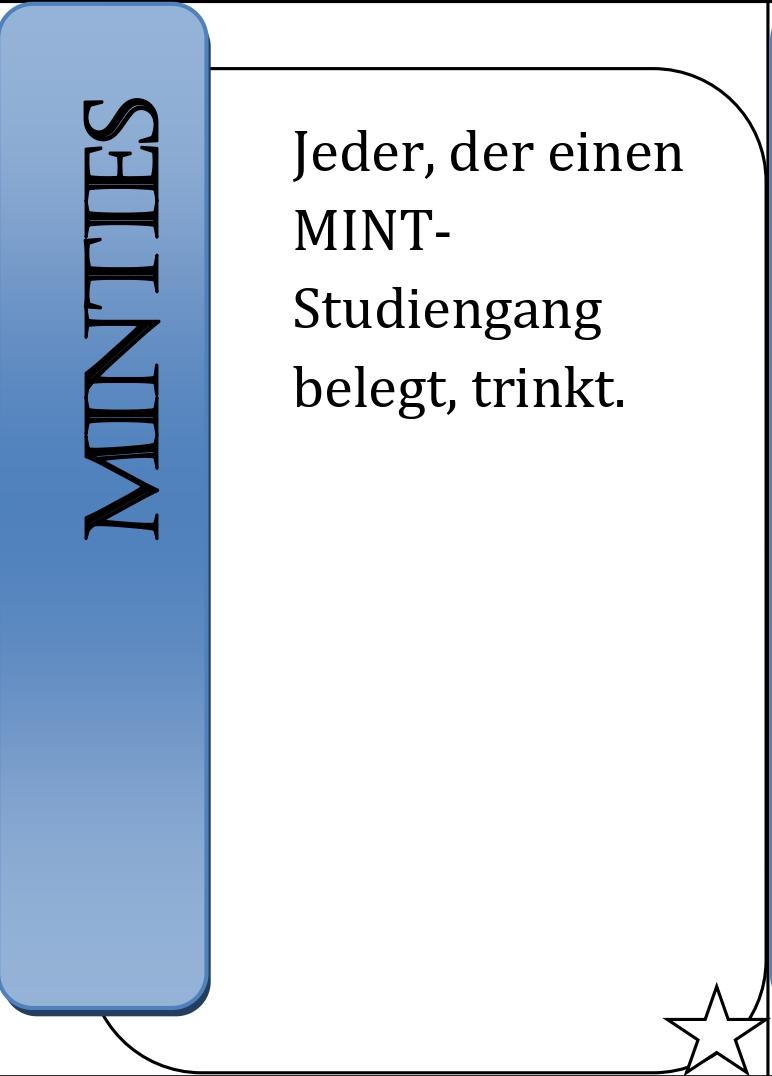 MINTIES
Jeder, der einen
MINT-
Studiengang
belegt, trinkt.